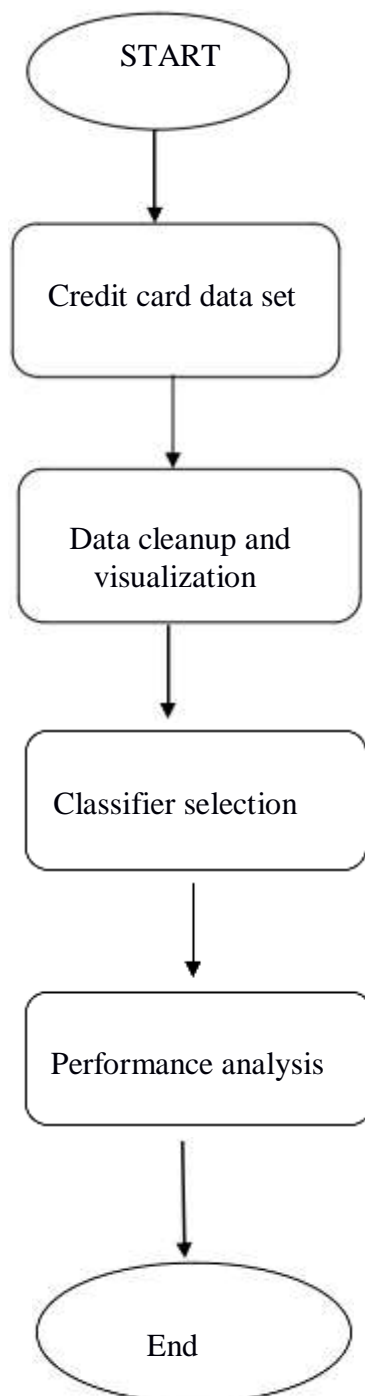 START
Credit card data set
Data cleanup and
visualization
Classifier selection
Performance analysis
End